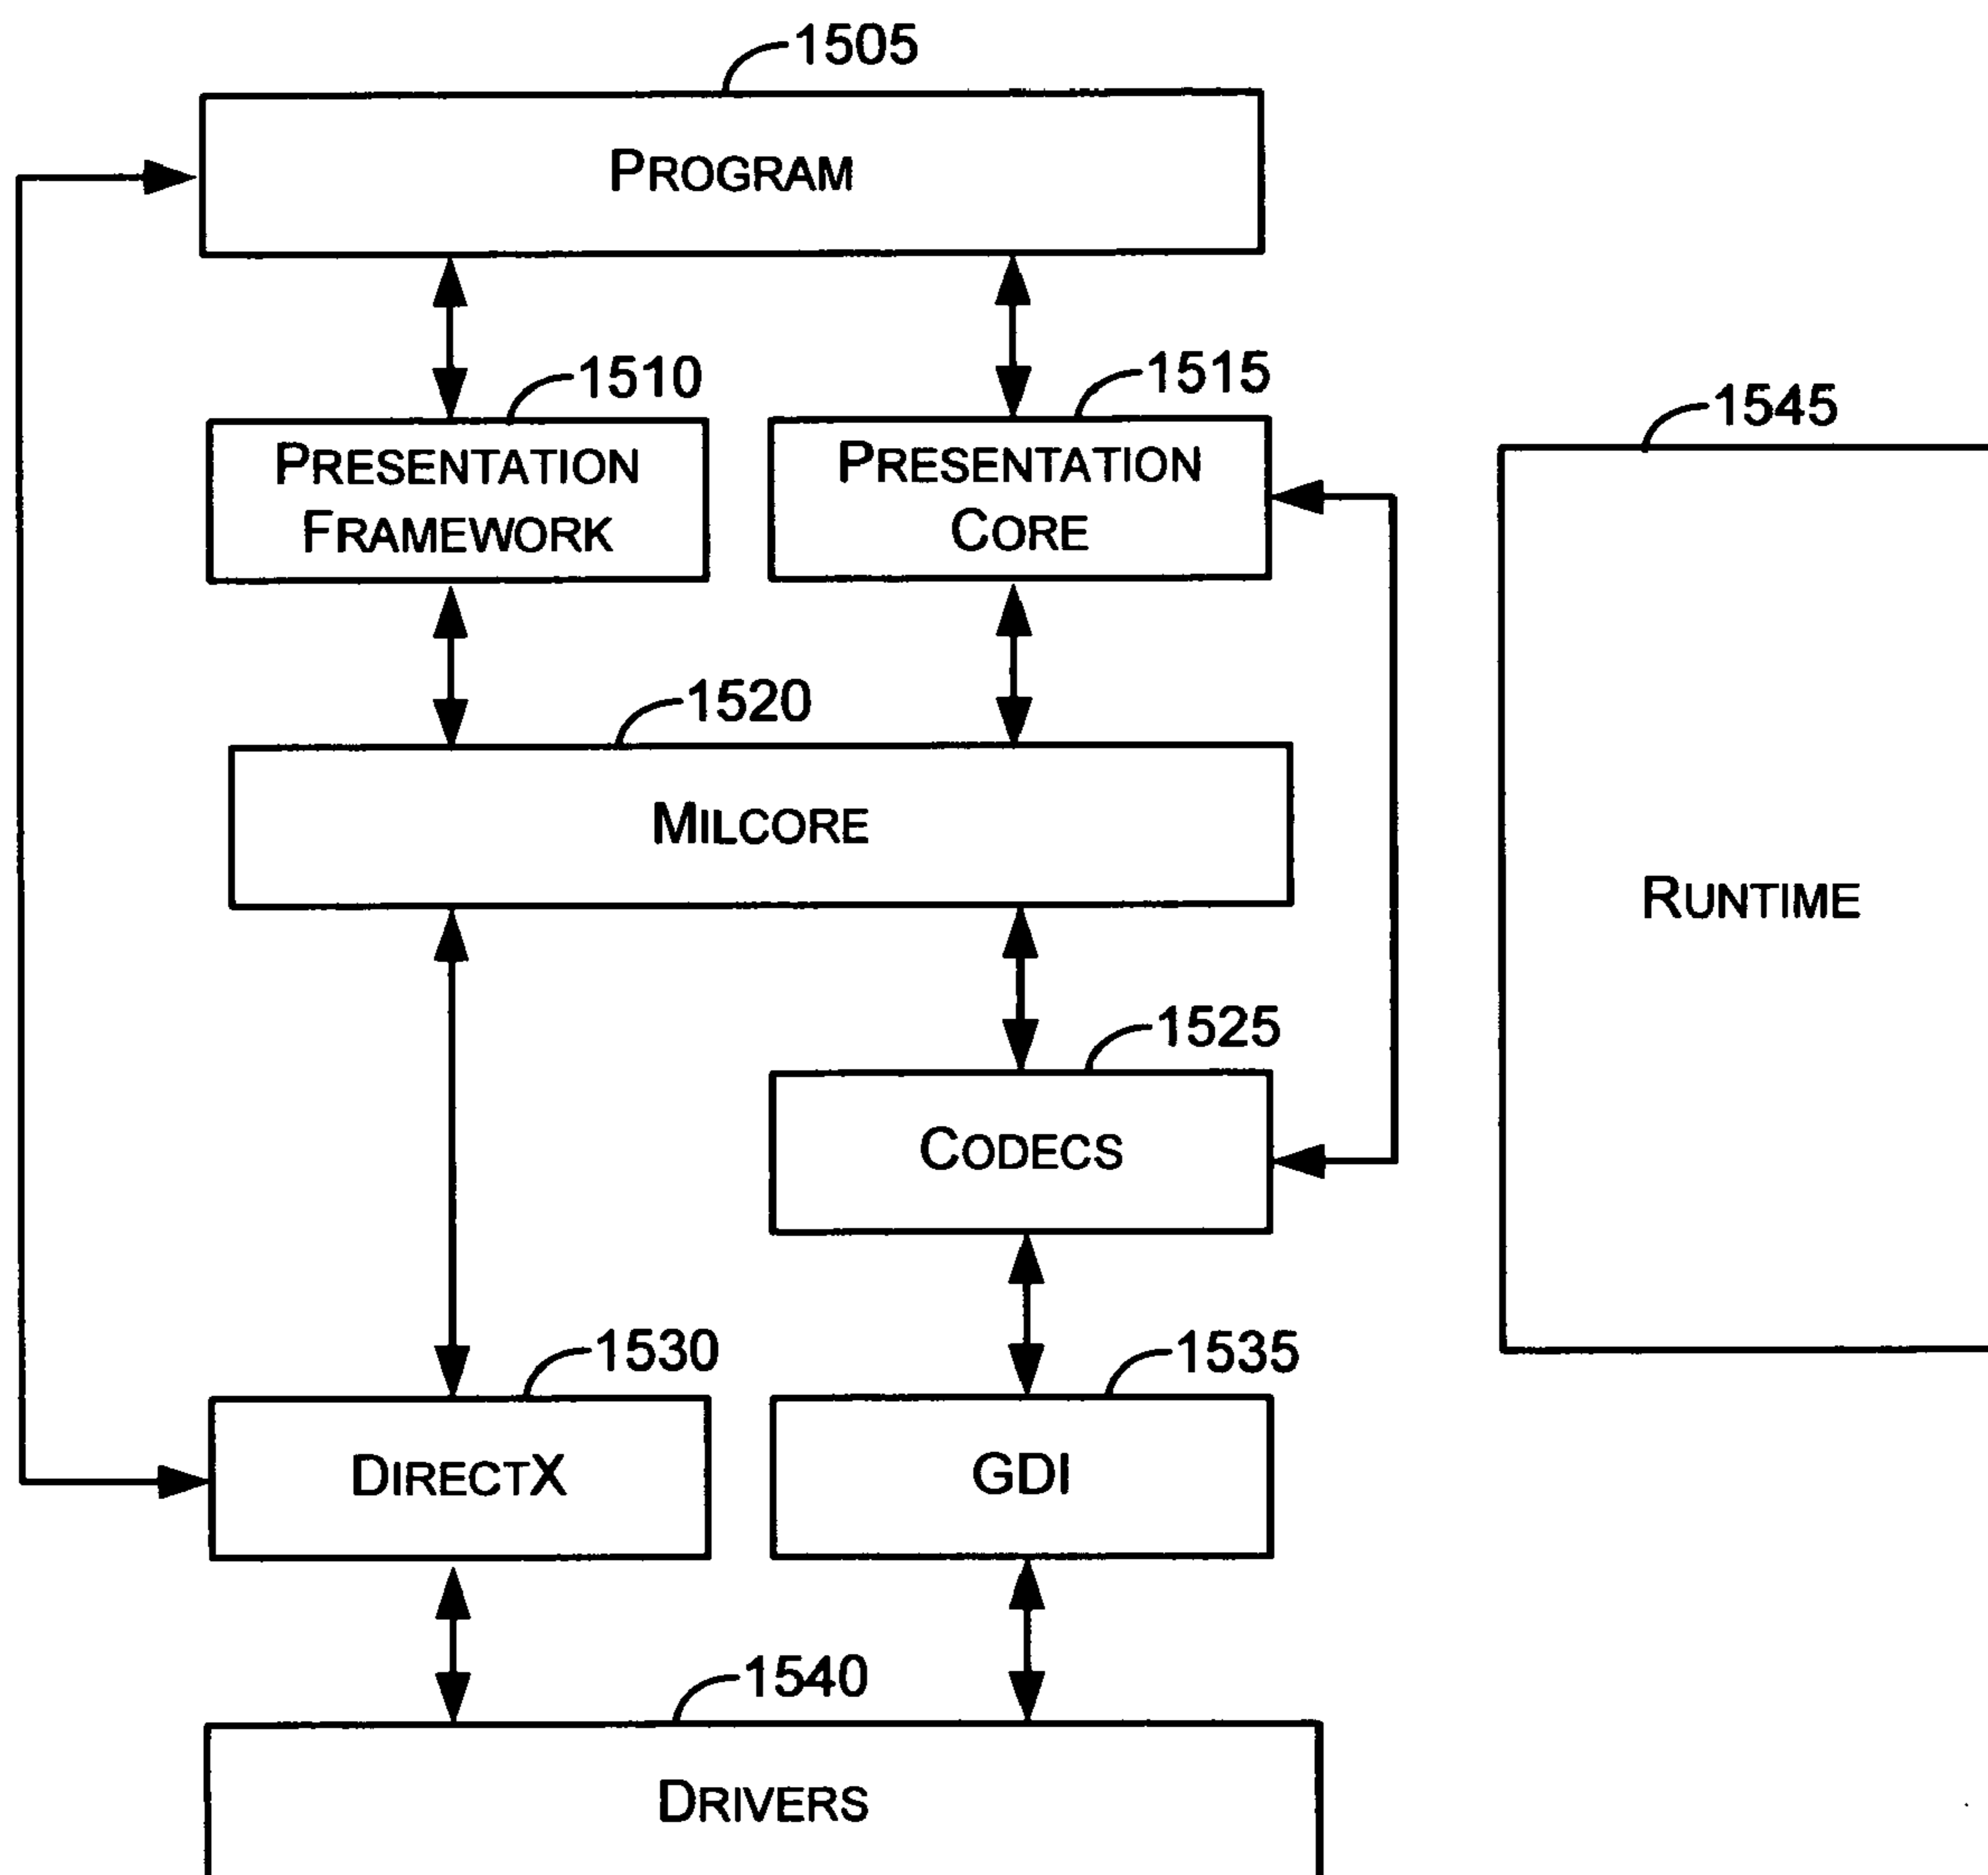 1505
PROGRAM
1510
1515
PRESENTATION
FRAMEWORK
PRESENTATION
CORE
1545
1520
MILCORE
RUNTIME
1525
CODECS
1530
1535
DIRECTX
GDI
1540
DRIVERS